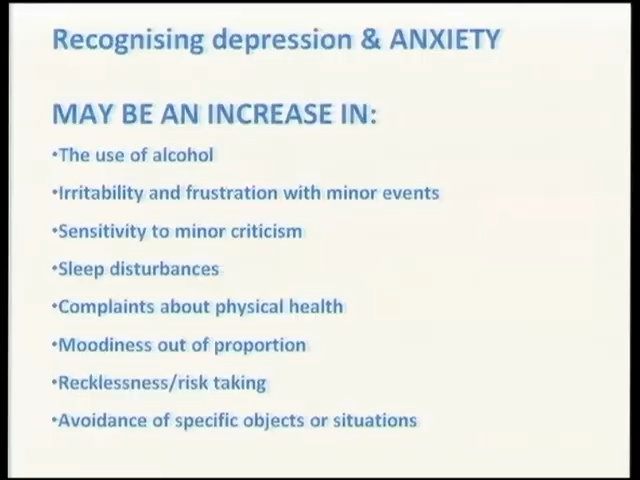 Recognising depression & ANXIETY
MAY BE AN INCREASE IN:
•The use of alcohol
•Irritability and frustration with minor events
•Sensitivity to minor criticism
•Sleep disturbances
•Complaints about physical health
•Moodiness out of proportion
•Recklessness/risk taking
•Avoidance of specific objects or situations